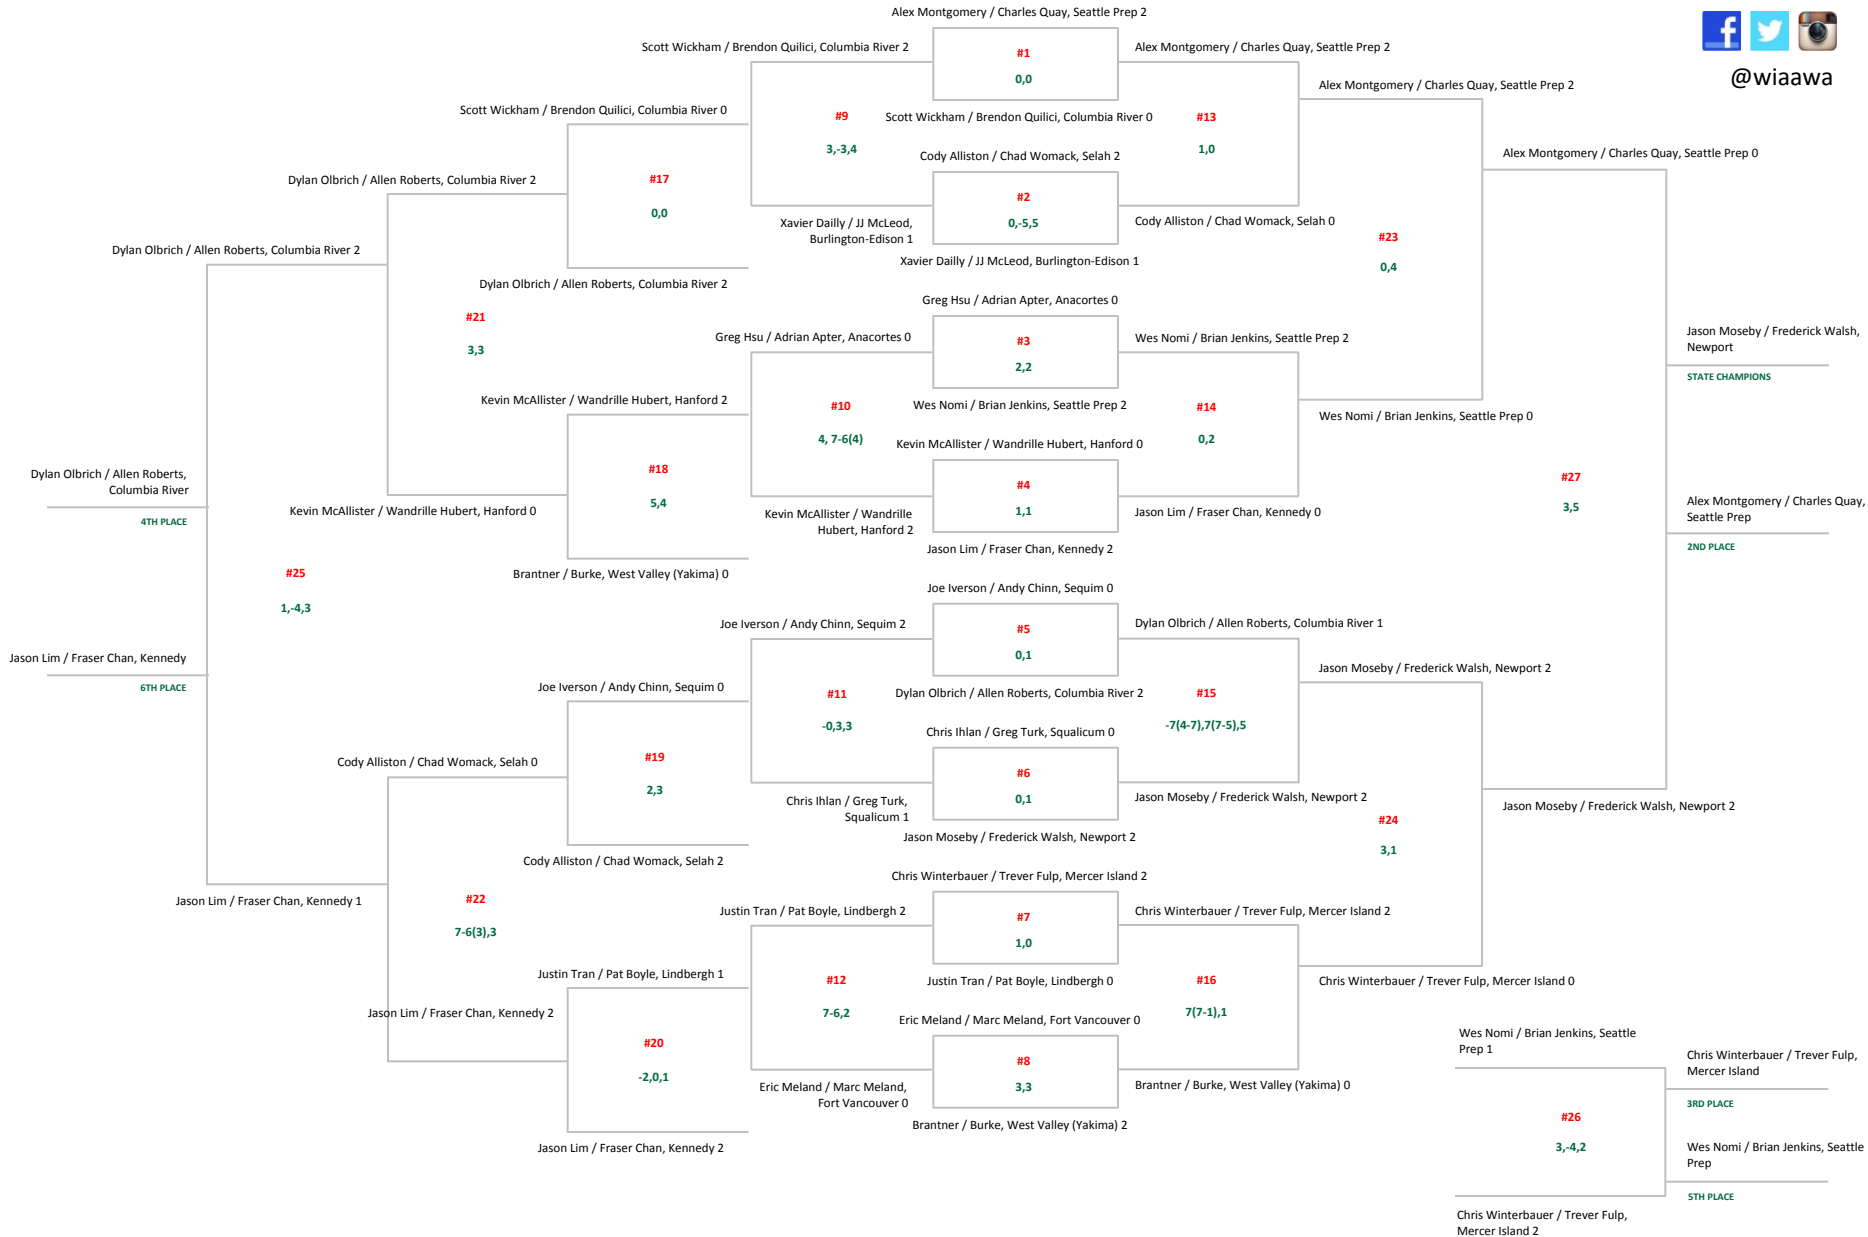 Alex Montgomery / Charles Quay, Seattle Prep 2
Scott Wickham / Brendon Quilici, Columbia River 2
#1
Alex Montgomery / Charles Quay, Seattle Prep 2
0,0
@wiaawa
Alex Montgomery / Charles Quay, Seattle Prep 2
Scott Wickham / Brendon Quilici, Columbia River 0
#9
Scott Wickham / Brendon Quilici, Columbia River 0
#13
3,-3,4
Cody Alliston / Chad Womack, Selah 2
1,0
Alex Montgomery / Charles Quay, Seattle Prep 0
Dylan Olbrich / Allen Roberts, Columbia River 2
#17
#2
0,0
Xavier Dailly / JJ McLeod,
Burlington-Edison 1
0,-5,5
Cody Alliston / Chad Womack, Selah 0
#23
Dylan Olbrich / Allen Roberts, Columbia River 2
Xavier Dailly / JJ McLeod, Burlington-Edison 1
0,4
Dylan Olbrich / Allen Roberts, Columbia River 2
Greg Hsu / Adrian Apter, Anacortes 0
#21
3,3
Greg Hsu / Adrian Apter, Anacortes 0
#3
Wes Nomi / Brian Jenkins, Seattle Prep 2
2,2
Jason Moseby / Frederick Walsh,
Newport
STATE CHAMPIONS
Kevin McAllister / Wandrille Hubert, Hanford 2
#10
Wes Nomi / Brian Jenkins, Seattle Prep 2
#14
Wes Nomi / Brian Jenkins, Seattle Prep 0
4, 7-6(4)
Kevin McAllister / Wandrille Hubert, Hanford 0
0,2
#18
#4
#27
Dylan Olbrich / Allen Roberts,
Columbia River
4TH PLACE
5,4
1,1
3,5
Alex Montgomery / Charles Quay,
Seattle Prep
2ND PLACE
Kevin McAllister / Wandrille Hubert, Hanford 0
Kevin McAllister / Wandrille
Hubert, Hanford 2
Jason Lim / Fraser Chan, Kennedy 0
Jason Lim / Fraser Chan, Kennedy 2
#25
Brantner / Burke, West Valley (Yakima) 0
1,-4,3
Joe Iverson / Andy Chinn, Sequim 0
Joe Iverson / Andy Chinn, Sequim 2
#5
Dylan Olbrich / Allen Roberts, Columbia River 1
0,1
Jason Lim / Fraser Chan, Kennedy
6TH PLACE
Jason Moseby / Frederick Walsh, Newport 2
Joe Iverson / Andy Chinn, Sequim 0
#11
Dylan Olbrich / Allen Roberts, Columbia River 2
#15
-0,3,3
Chris Ihlan / Greg Turk, Squalicum 0
-7(4-7),7(7-5),5
Cody Alliston / Chad Womack, Selah 0
#19
#6
2,3
Chris Ihlan / Greg Turk,
Squalicum 1
0,1
Jason Moseby / Frederick Walsh, Newport 2
Jason Moseby / Frederick Walsh, Newport 2
#24
Jason Moseby / Frederick Walsh, Newport 2
3,1
Cody Alliston / Chad Womack, Selah 2
Chris Winterbauer / Trever Fulp, Mercer Island 2
Jason Lim / Fraser Chan, Kennedy 1
#22
7-6(3),3
Justin Tran / Pat Boyle, Lindbergh 2
#7
Chris Winterbauer / Trever Fulp, Mercer Island 2
1,0
Justin Tran / Pat Boyle, Lindbergh 1
#12
Justin Tran / Pat Boyle, Lindbergh 0
#16
Chris Winterbauer / Trever Fulp, Mercer Island 0
Jason Lim / Fraser Chan, Kennedy 2
7-6,2
Eric Meland / Marc Meland, Fort Vancouver 0
7(7-1),1
#20
#8
Wes Nomi / Brian Jenkins, Seattle
Prep 1
-2,0,1
Eric Meland / Marc Meland,
Fort Vancouver 0
3,3
Brantner / Burke, West Valley (Yakima) 0
Chris Winterbauer / Trever Fulp,
Mercer Island
3RD PLACE
Brantner / Burke, West Valley (Yakima) 2
#26
Jason Lim / Fraser Chan, Kennedy 2
3,-4,2
Wes Nomi / Brian Jenkins, Seattle
Prep
5TH PLACE
Chris Winterbauer / Trever Fulp,
Mercer Island 2